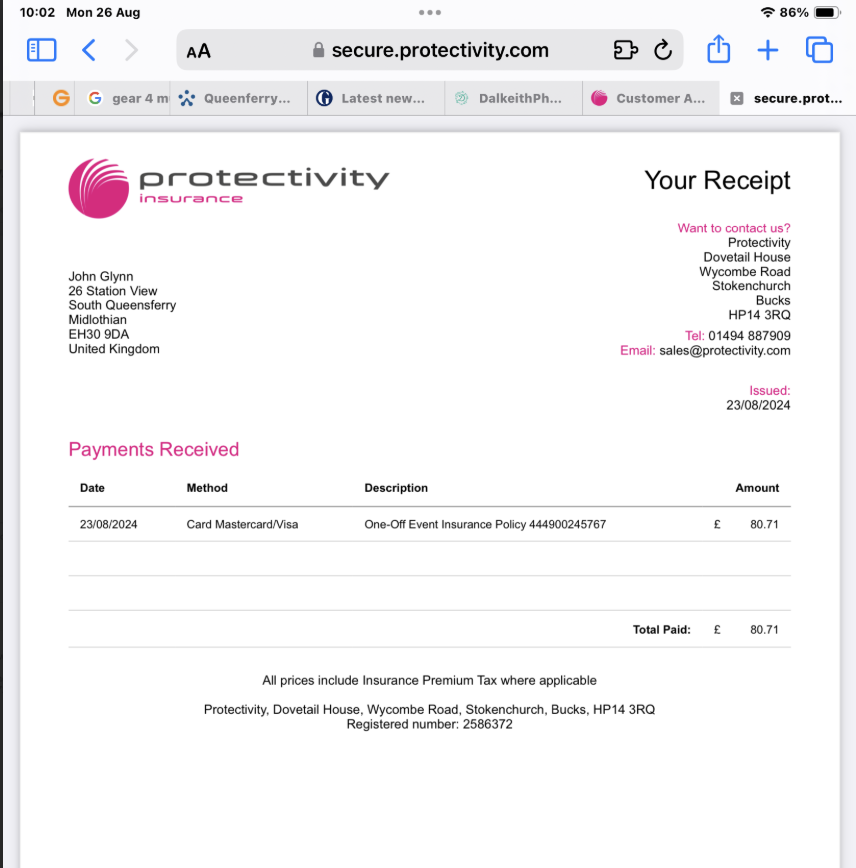 10:02 Mon 26 Aug
86%
AA
secure.protectivity.com
gear 4 m
Queenferry...
Latest new...
DalkeithPh...
Customer A...
secure.prot...
protectivity
insurance
Your Receipt
Want to contact us?
Protectivity
Dovetail House
Wycombe Road
Stokenchurch
Bucks
HP14 3RQ
Tel: 01494 887909
Email: sales@protectivity.com
John Glynn
26 Station View
South Queensferry
Midlothian
EH30 9DA
United Kingdom
Issued:
23/08/2024
Payments Received
Date Method Description Amount
23/08/2024 Card Mastercard/Visa One-Off Event Insurance Policy 444900245767 £ 80.71
Total Paid: £ 80.71
All prices include Insurance Premium Tax where applicable
Protectivity, Dovetail House, Wycombe Road, Stokenchurch, Bucks, HP14 3RQ
Registered number: 2586372